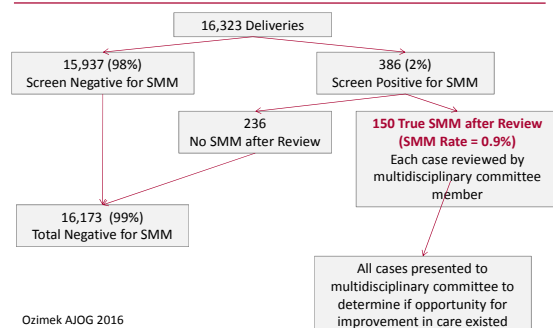 16,323 Deliveries
15,937 (98%)
Screen Negative for SMM
386 (2%)
Screen Positive for SMM
236
No SMM after Review
150 True SMM after Review
(SMM Rate = 0.9%)
Each case reviewed by
multidisciplinary committee
member
16,173  (99%)
Total Negative for SMM
All cases presented to
multidisciplinary committee to
determine if opportunity for
improvement in care existed
Ozimek AJOG 2016